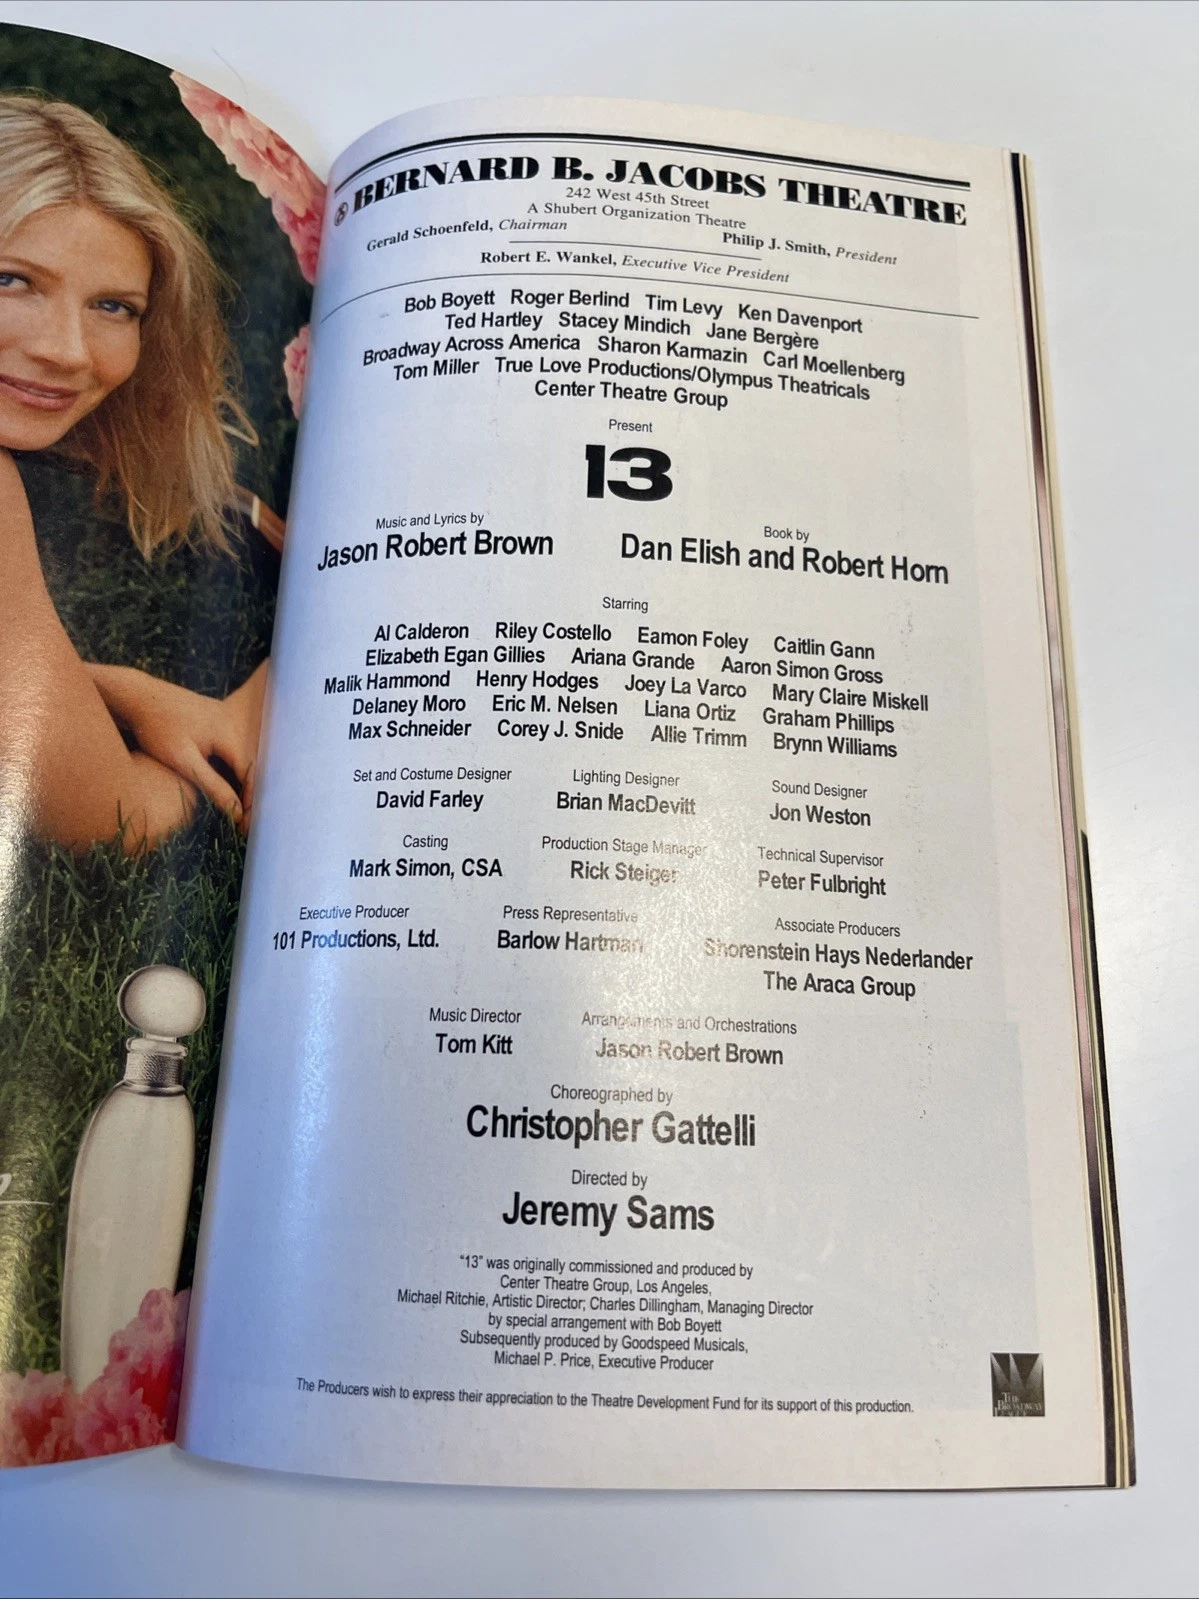 BERNARD B. JACOBS THEATRE
242 West 45th Street
A Shubert Organization Theatre
Gerald Schoenfeld, Chairman Philip J. Smith, President
Robert E. Wankel, Executive Vice President
Bob Boyett Roger Berlind Tim Levy Ken Davenport
Ted Hartley Stacey Mindich Jane Bergère
Broadway Across America Sharon Karmazin Carl Moellenberg
Tom Miller True Love Productions/Olympus Theatricals
Center Theatre Group
Present
13
Music and Lyrics by Book by
Jason Robert Brown Dan Elish and Robert Horn
Starring
Al Calderon Riley Costello Eamon Foley Caitlin Gann
Elizabeth Egan Gillies Ariana Grande Aaron Simon Gross
Malik Hammond Henry Hodges Joey La Varco Mary Claire Miskell
Delaney Moro Eric M. Nelsen Liana Ortiz Graham Phillips
Max Schneider Corey J. Snide Allie Trimm Brynn Williams
Set and Costume Designer Lighting Designer Sound Designer
David Farley Brian MacDevitt Jon Weston
Casting Production Stage Manager Technical Supervisor
Mark Simon, CSA Rick Steiger Peter Fulbright
Executive Producer Press Representative Associate Producers
101 Productions, Ltd. Barlow Hartman Shorenstein Hays Nederlander
The Araca Group
Music Director Arrangements and Orchestrations
Tom Kitt Jason Robert Brown
Choreographed by
Christopher Gattelli
Directed by
Jeremy Sams
"13" was originally commissioned and produced by
Center Theatre Group, Los Angeles,
Michael Ritchie, Artistic Director; Charles Dillingham, Managing Director
by special arrangement with Bob Boyett
Subsequently produced by Goodspeed Musicals,
Michael P. Price, Executive Producer
The Producers wish to express their appreciation to the Theatre Development Fund for its support of this production.
THE
BROADWAY
LEAGUE